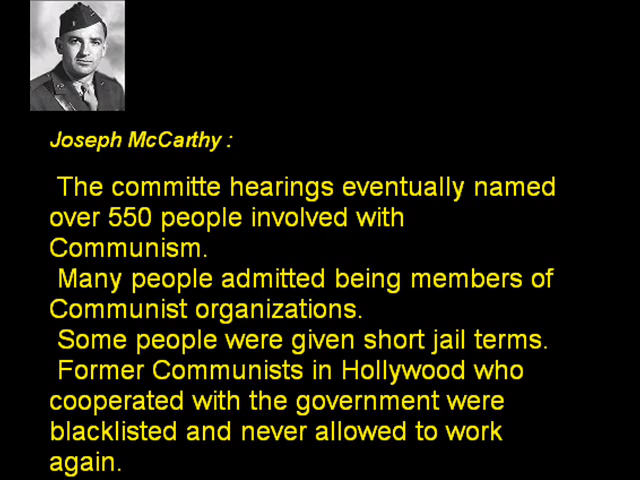 Joseph McCarthy :
The committe hearings eventually named
over 550 people involved with
Communism.
Many people admitted being members of
Communist organizations.
Some people were given short jail terms.
Former Communists in Hollywood who
cooperated with the government were
blacklisted and never allowed to work
again.